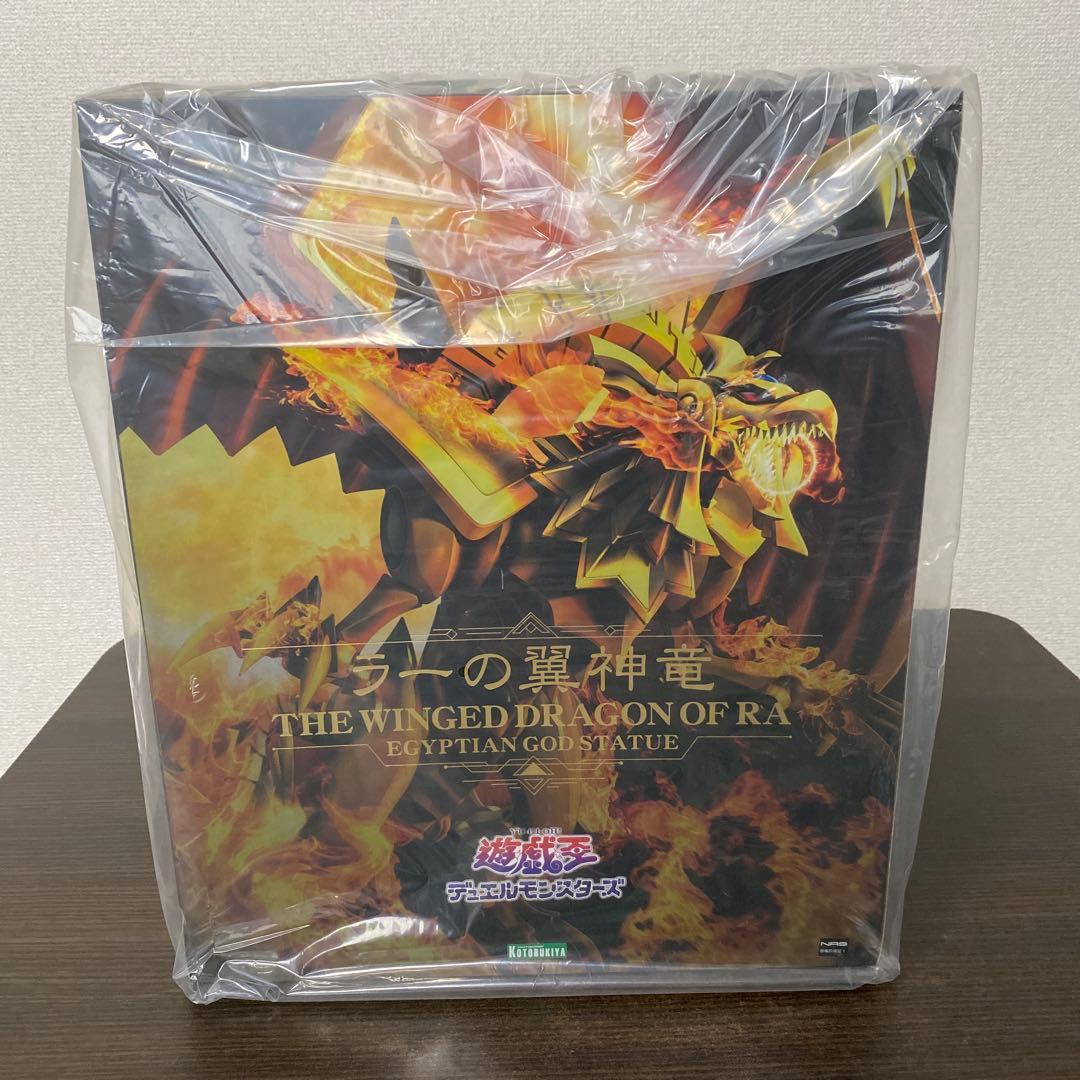 ラーの翼神竜
THE WINGED DRAGON OF RA
EGYPTIAN GOD STATUE
YU-GI-OH!
遊戯王
デュエルモンスターズ
KOTOBUKIYA
NAS